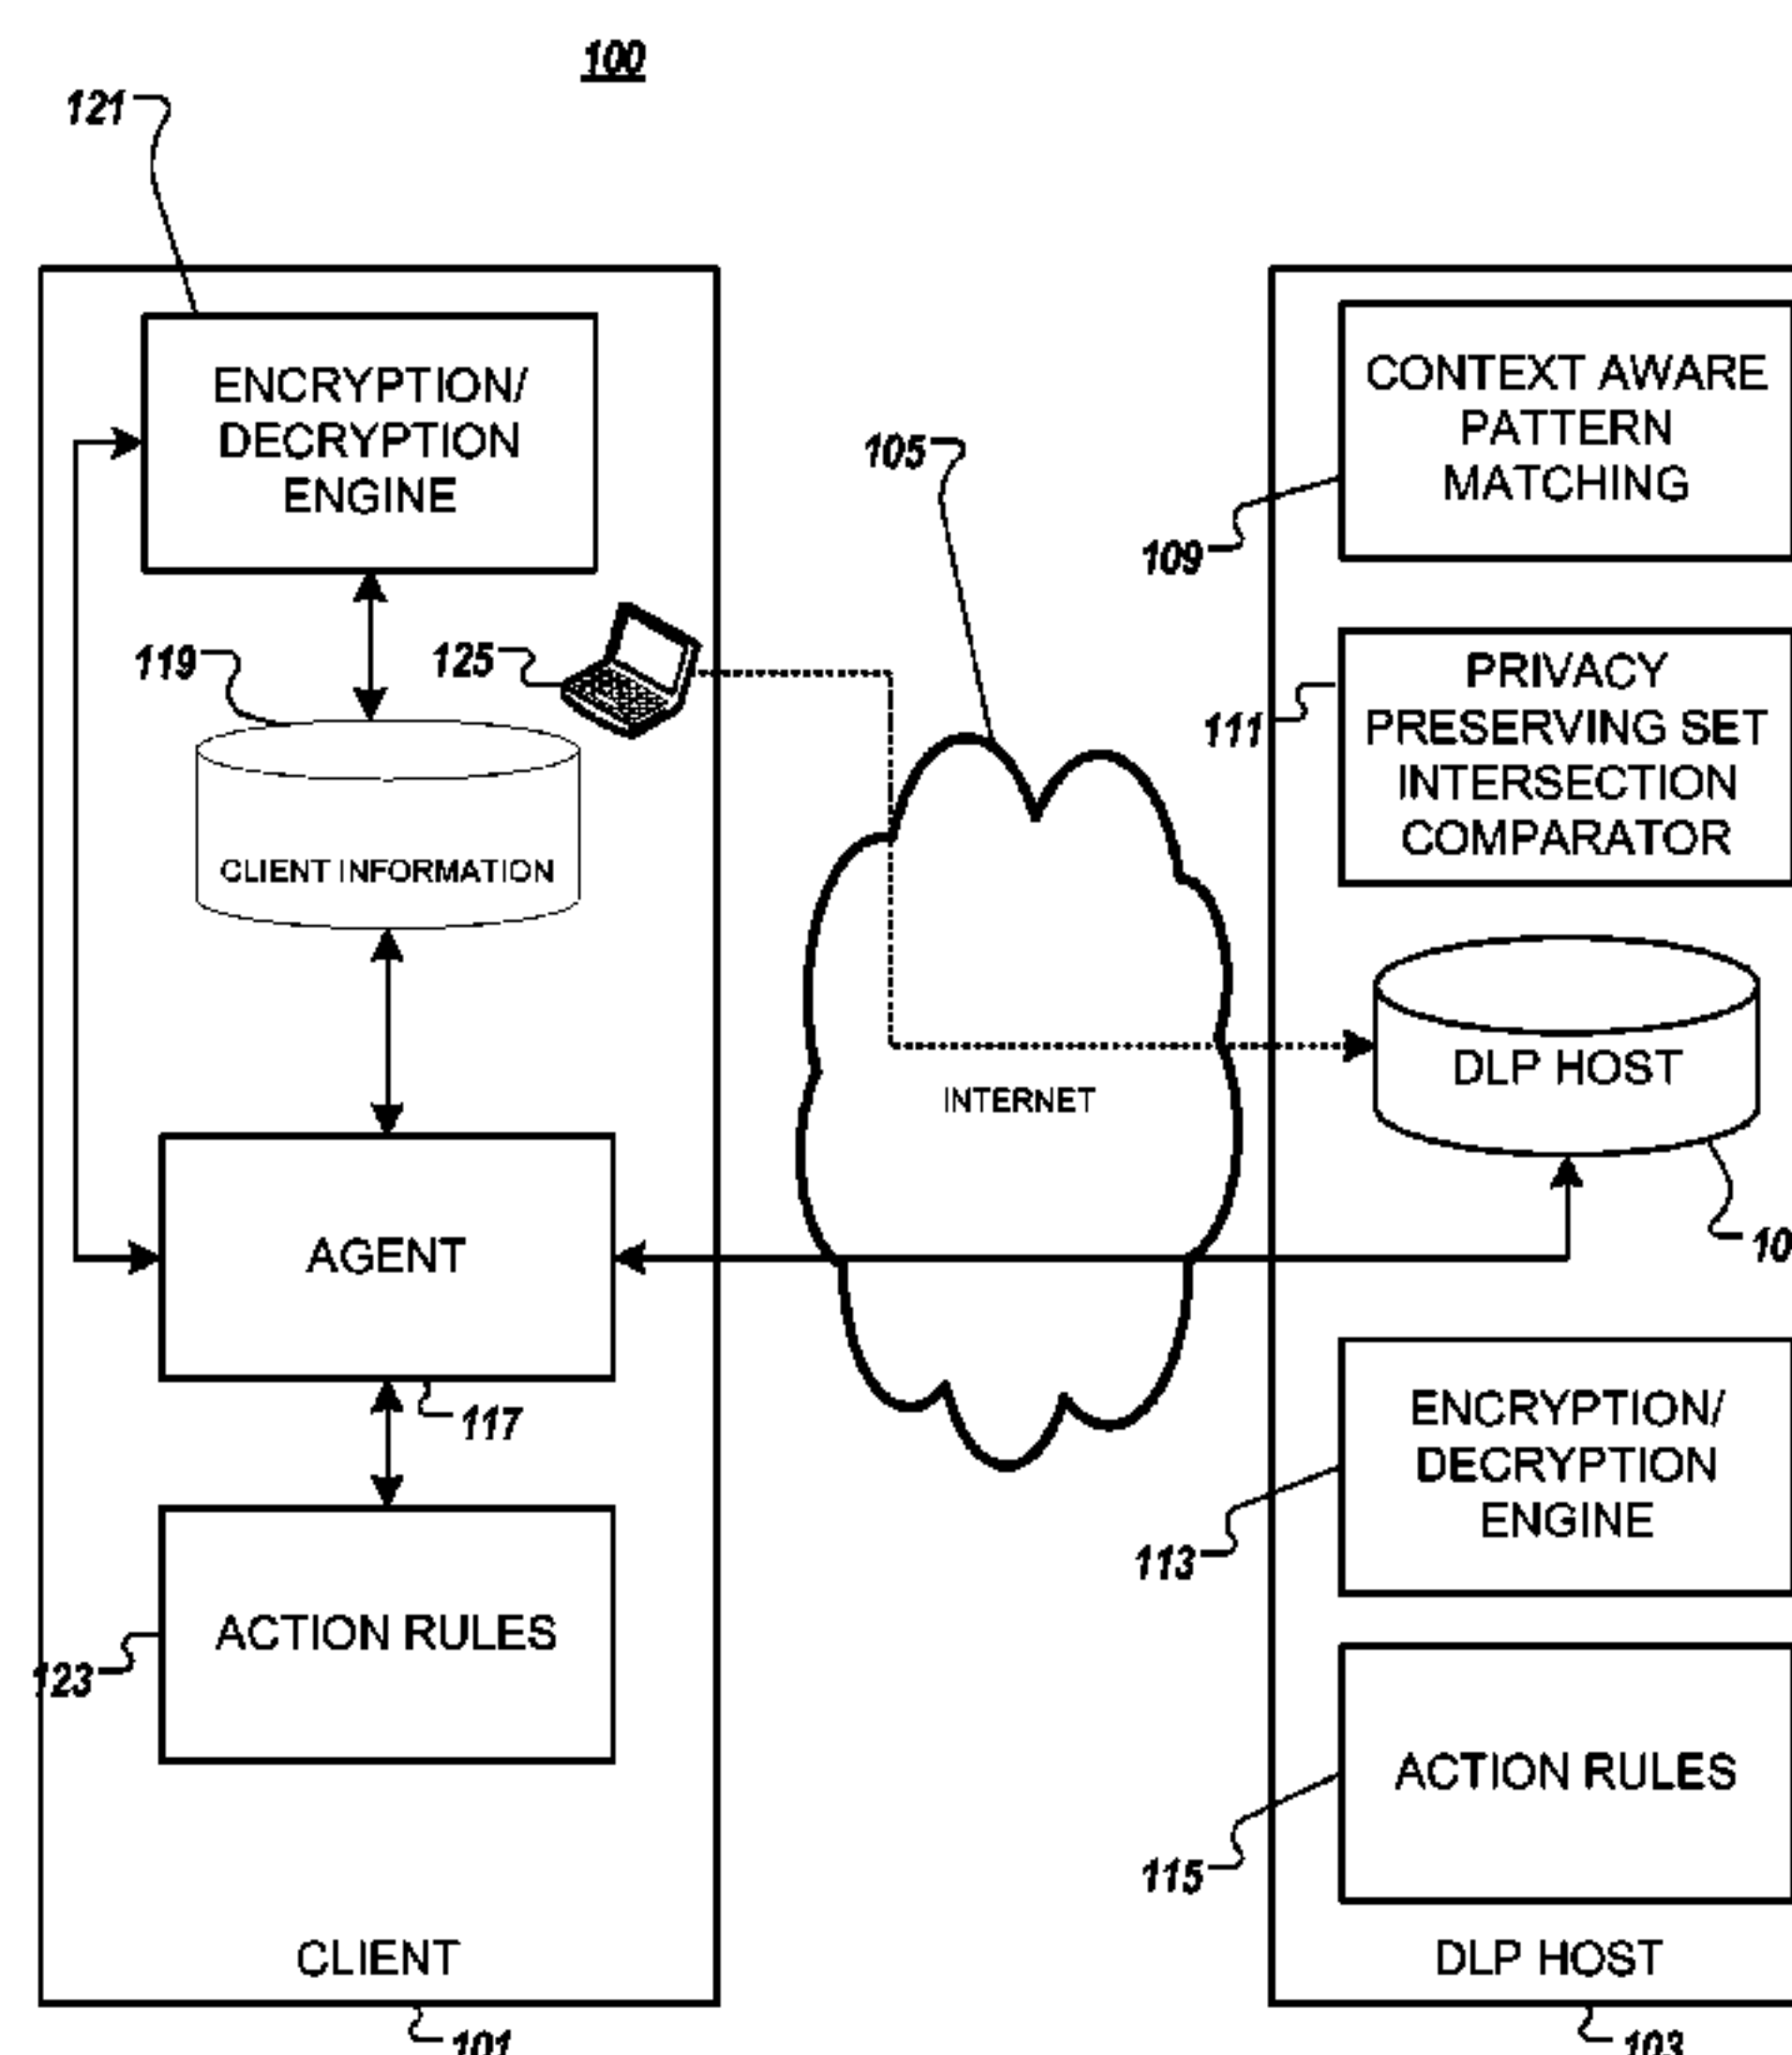 100
121
ENCRYPTION/
DECRYPTION
ENGINE
119
125
CLIENT INFORMATION
AGENT
117
ACTION RULES
123
CLIENT
101
105
INTERNET
CONTEXT AWARE
PATTERN
MATCHING
109
PRIVACY
PRESERVING SET
INTERSECTION
COMPARATOR
111
DLP HOST
ENCRYPTION/
DECRYPTION
ENGINE
113
ACTION RULES
115
DLP HOST
103